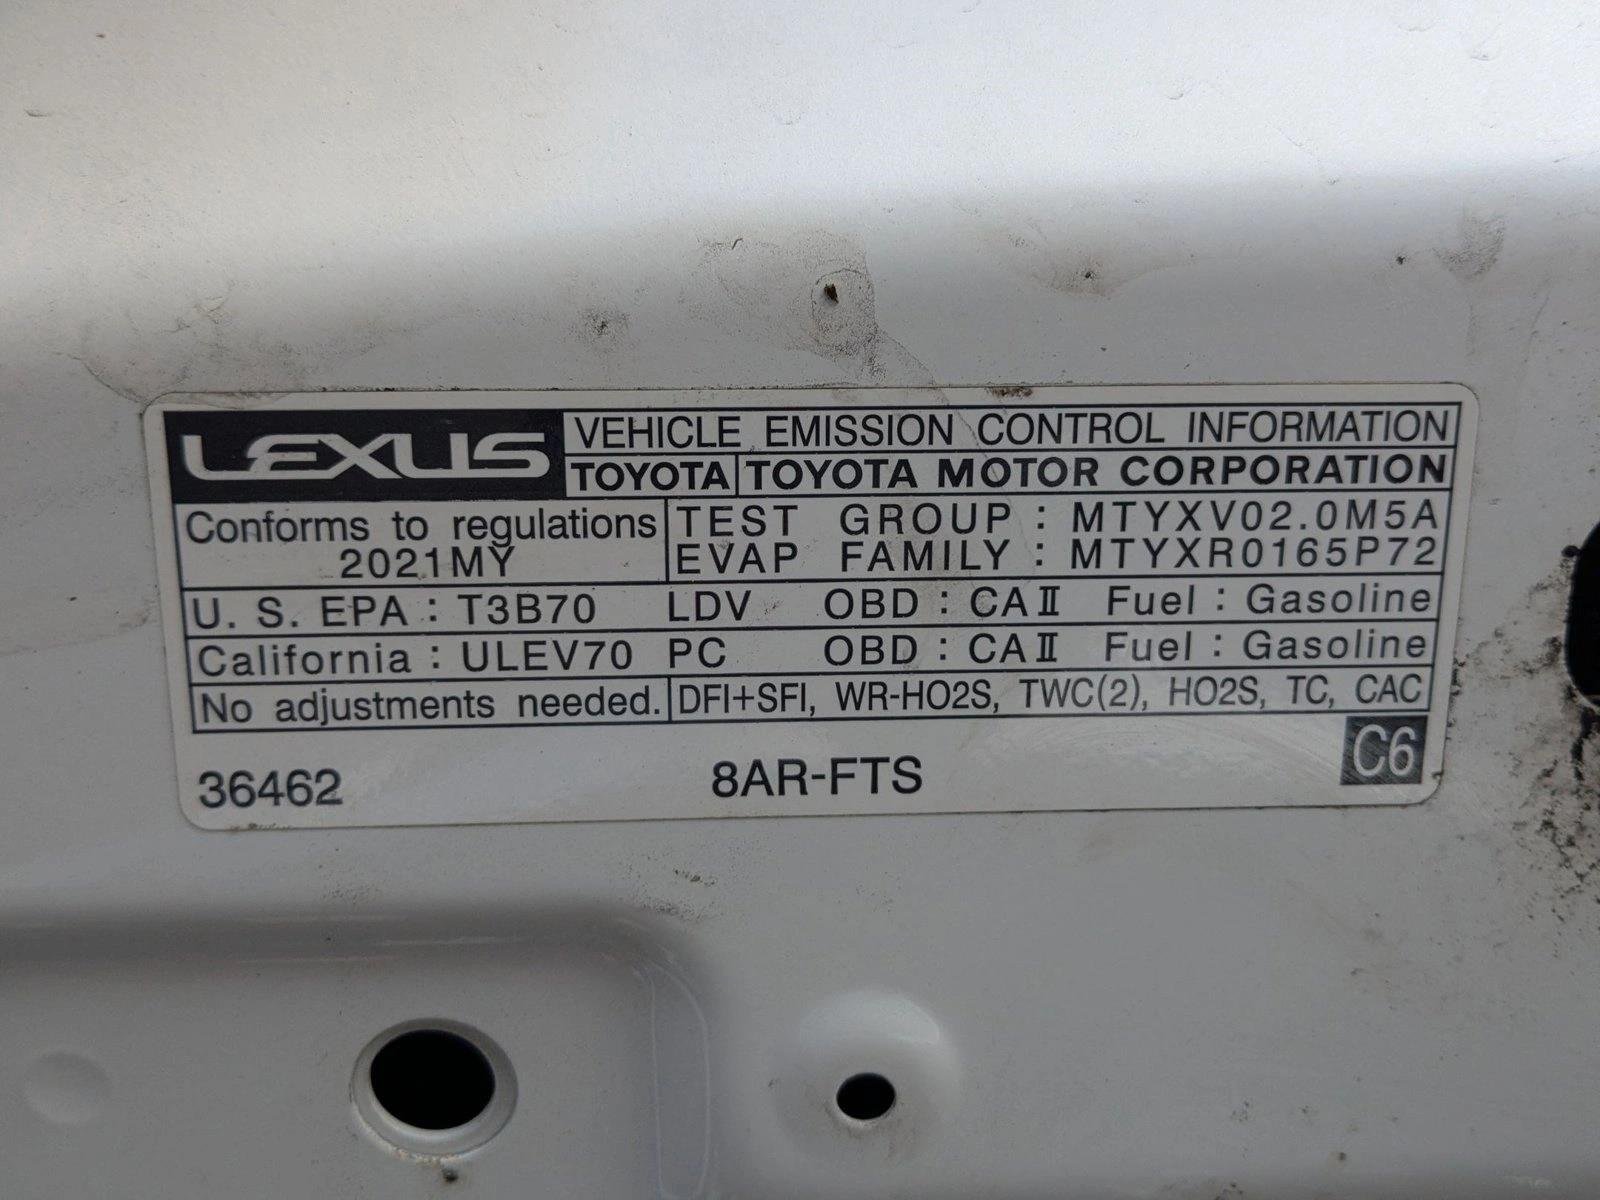 LEXUS VEHICLE EMISSION CONTROL INFORMATION
TOYOTA TOYOTA MOTOR CORPORATION
Conforms to regulations TEST GROUP : MTYXV02.0M5A
2021MY EVAP FAMILY : MTYXR0165P72
U. S. EPA : T3B70 LDV OBD : CAⅡ Fuel : Gasoline
California : ULEV70 PC OBD : CAⅡ Fuel : Gasoline
No adjustments needed. DFI+SFI, WR-HO2S, TWC(2), HO2S, TC, CAC
36462 8AR-FTS C6